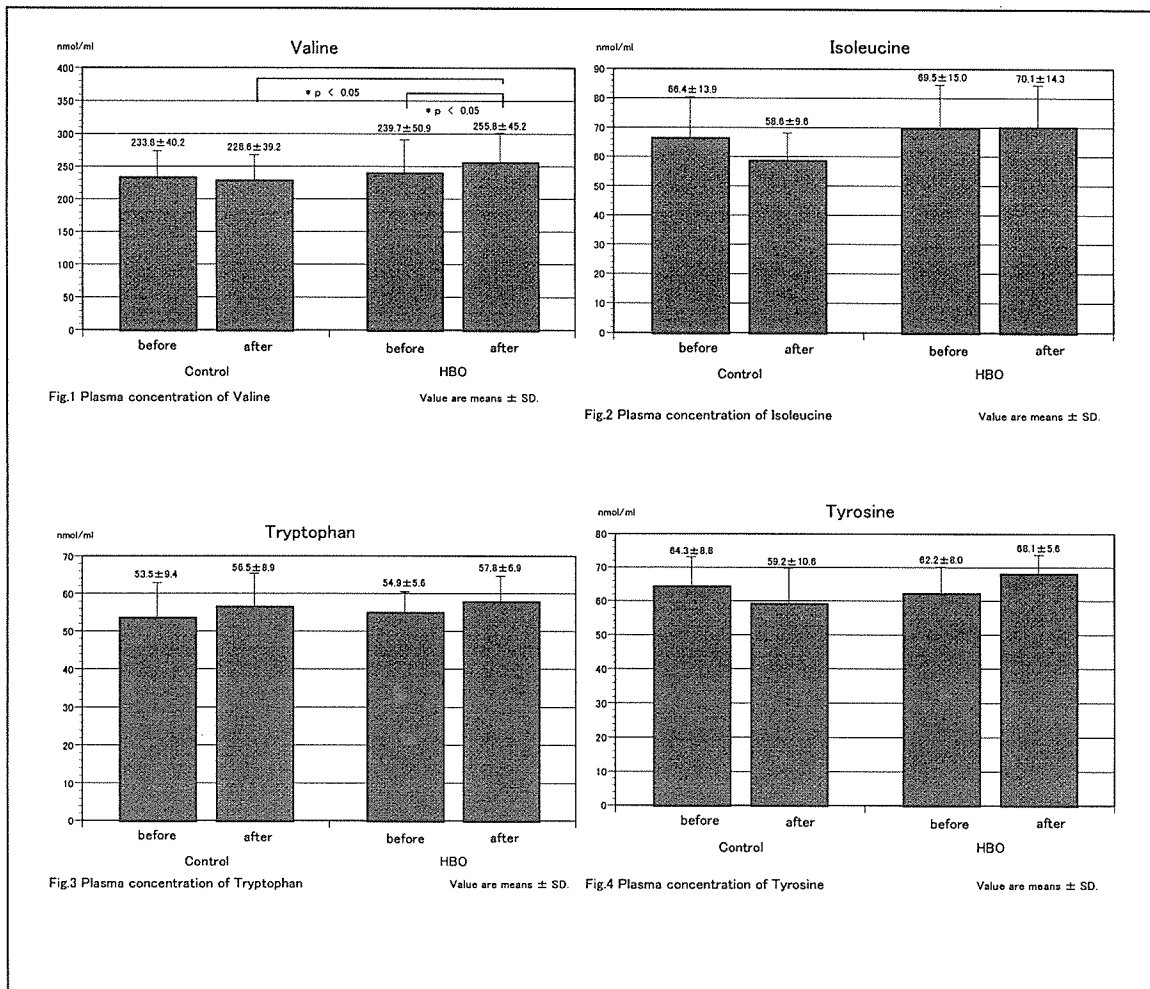 Valine
nmol/ml
400
350
300
250
200
150
100
50
0
* p < 0.05
* p < 0.05
233.8±40.2
228.6±39.2
239.7±50.9
255.8±45.2
before after before after
Control HBO
Fig.1 Plasma concentration of Valine Value are means ± SD.
Isoleucine
nmol/ml
90
80
70
60
50
40
30
20
10
0
66.4±13.9
58.6±9.6
69.5±15.0
70.1±14.3
before after before after
Control HBO
Fig.2 Plasma concentration of Isoleucine Value are means ± SD.
Tryptophan
nmol/ml
70
60
50
40
30
20
10
0
53.5±9.4
56.5±8.9
54.9±5.6
57.8±6.9
before after before after
Control HBO
Fig.3 Plasma concentration of Tryptophan Value are means ± SD.
Tyrosine
nmol/ml
80
70
60
50
40
30
20
10
0
64.3±8.8
59.2±10.6
62.2±8.0
68.1±5.6
before after before after
Control HBO
Fig.4 Plasma concentration of Tyrosine Value are means ± SD.